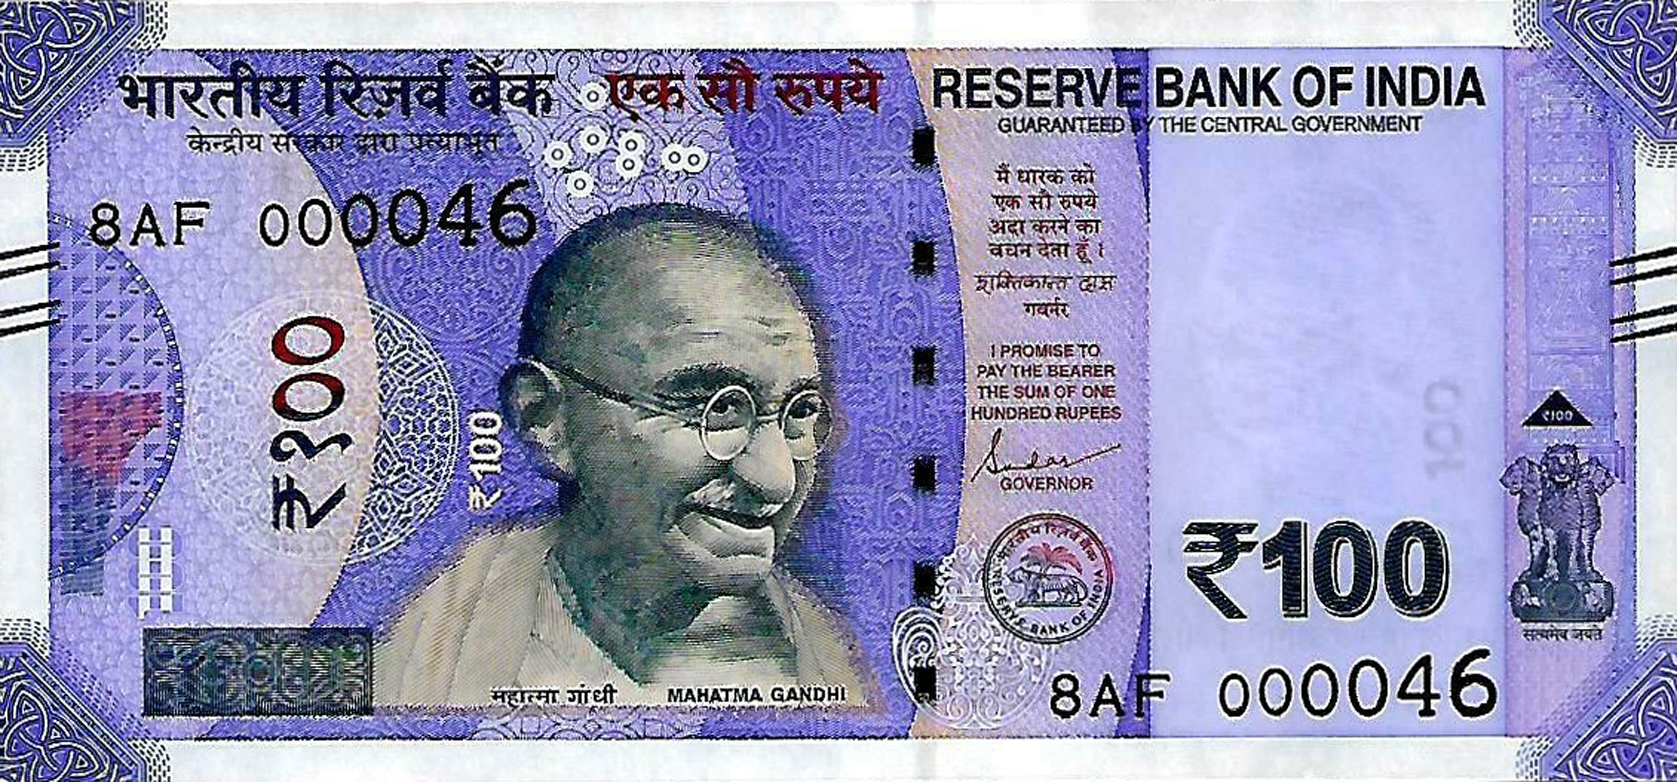 भारतीय रिज़र्व बैंक एक सौ रुपये
केन्द्रीय सरकार द्वारा प्रत्याभूत
8AF 000046
₹१००
₹100
महात्मा गांधी MAHATMA GANDHI
RESERVE BANK OF INDIA
GUARANTEED BY THE CENTRAL GOVERNMENT
मैं धारक को
एक सौ रुपये
अदा करने का
वचन देता हूँ ।
शक्तिकान्त दास
गवर्नर
I PROMISE TO
PAY THE BEARER
THE SUM OF ONE
HUNDRED RUPEES
GOVERNOR
भारतीय रिज़र्व बैंक
RESERVE BANK OF INDIA
100
₹100
₹100
सत्यमेव जयते
8AF 000046